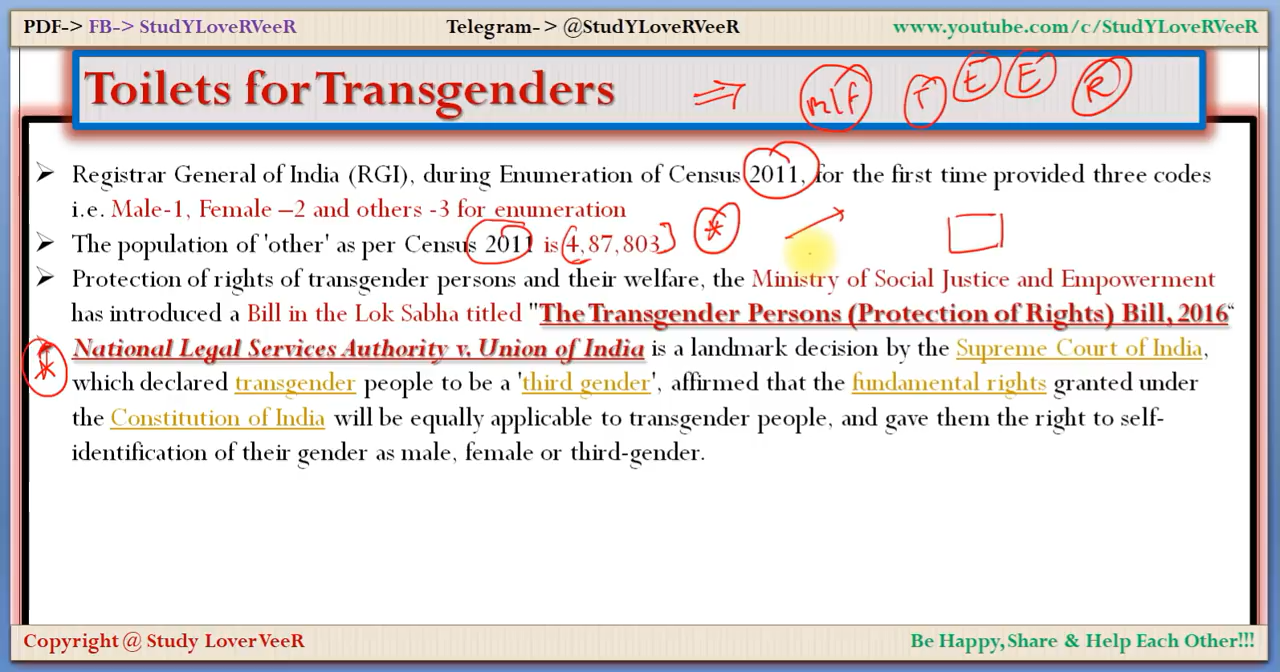 PDF-> FB-> StudYLoveRVeeR Telegram-> @StudYLoveRVeeR www.youtube.com/c/StudYLoveRVeeR
Toilets for Transgenders ⇒ m/f T E E R
➢ Registrar General of India (RGI), during Enumeration of Census 2011, for the first time provided three codes
i.e. Male-1, Female –2 and others -3 for enumeration
➢ The population of 'other' as per Census 2011 is 4,87,803 *
➢ Protection of rights of transgender persons and their welfare, the Ministry of Social Justice and Empowerment
has introduced a Bill in the Lok Sabha titled "The Transgender Persons (Protection of Rights) Bill, 2016“
* National Legal Services Authority v. Union of India is a landmark decision by the Supreme Court of India,
which declared transgender people to be a 'third gender', affirmed that the fundamental rights granted under
the Constitution of India will be equally applicable to transgender people, and gave them the right to self-
identification of their gender as male, female or third-gender.
Copyright @ Study LoverVeeR Be Happy, Share & Help Each Other!!!